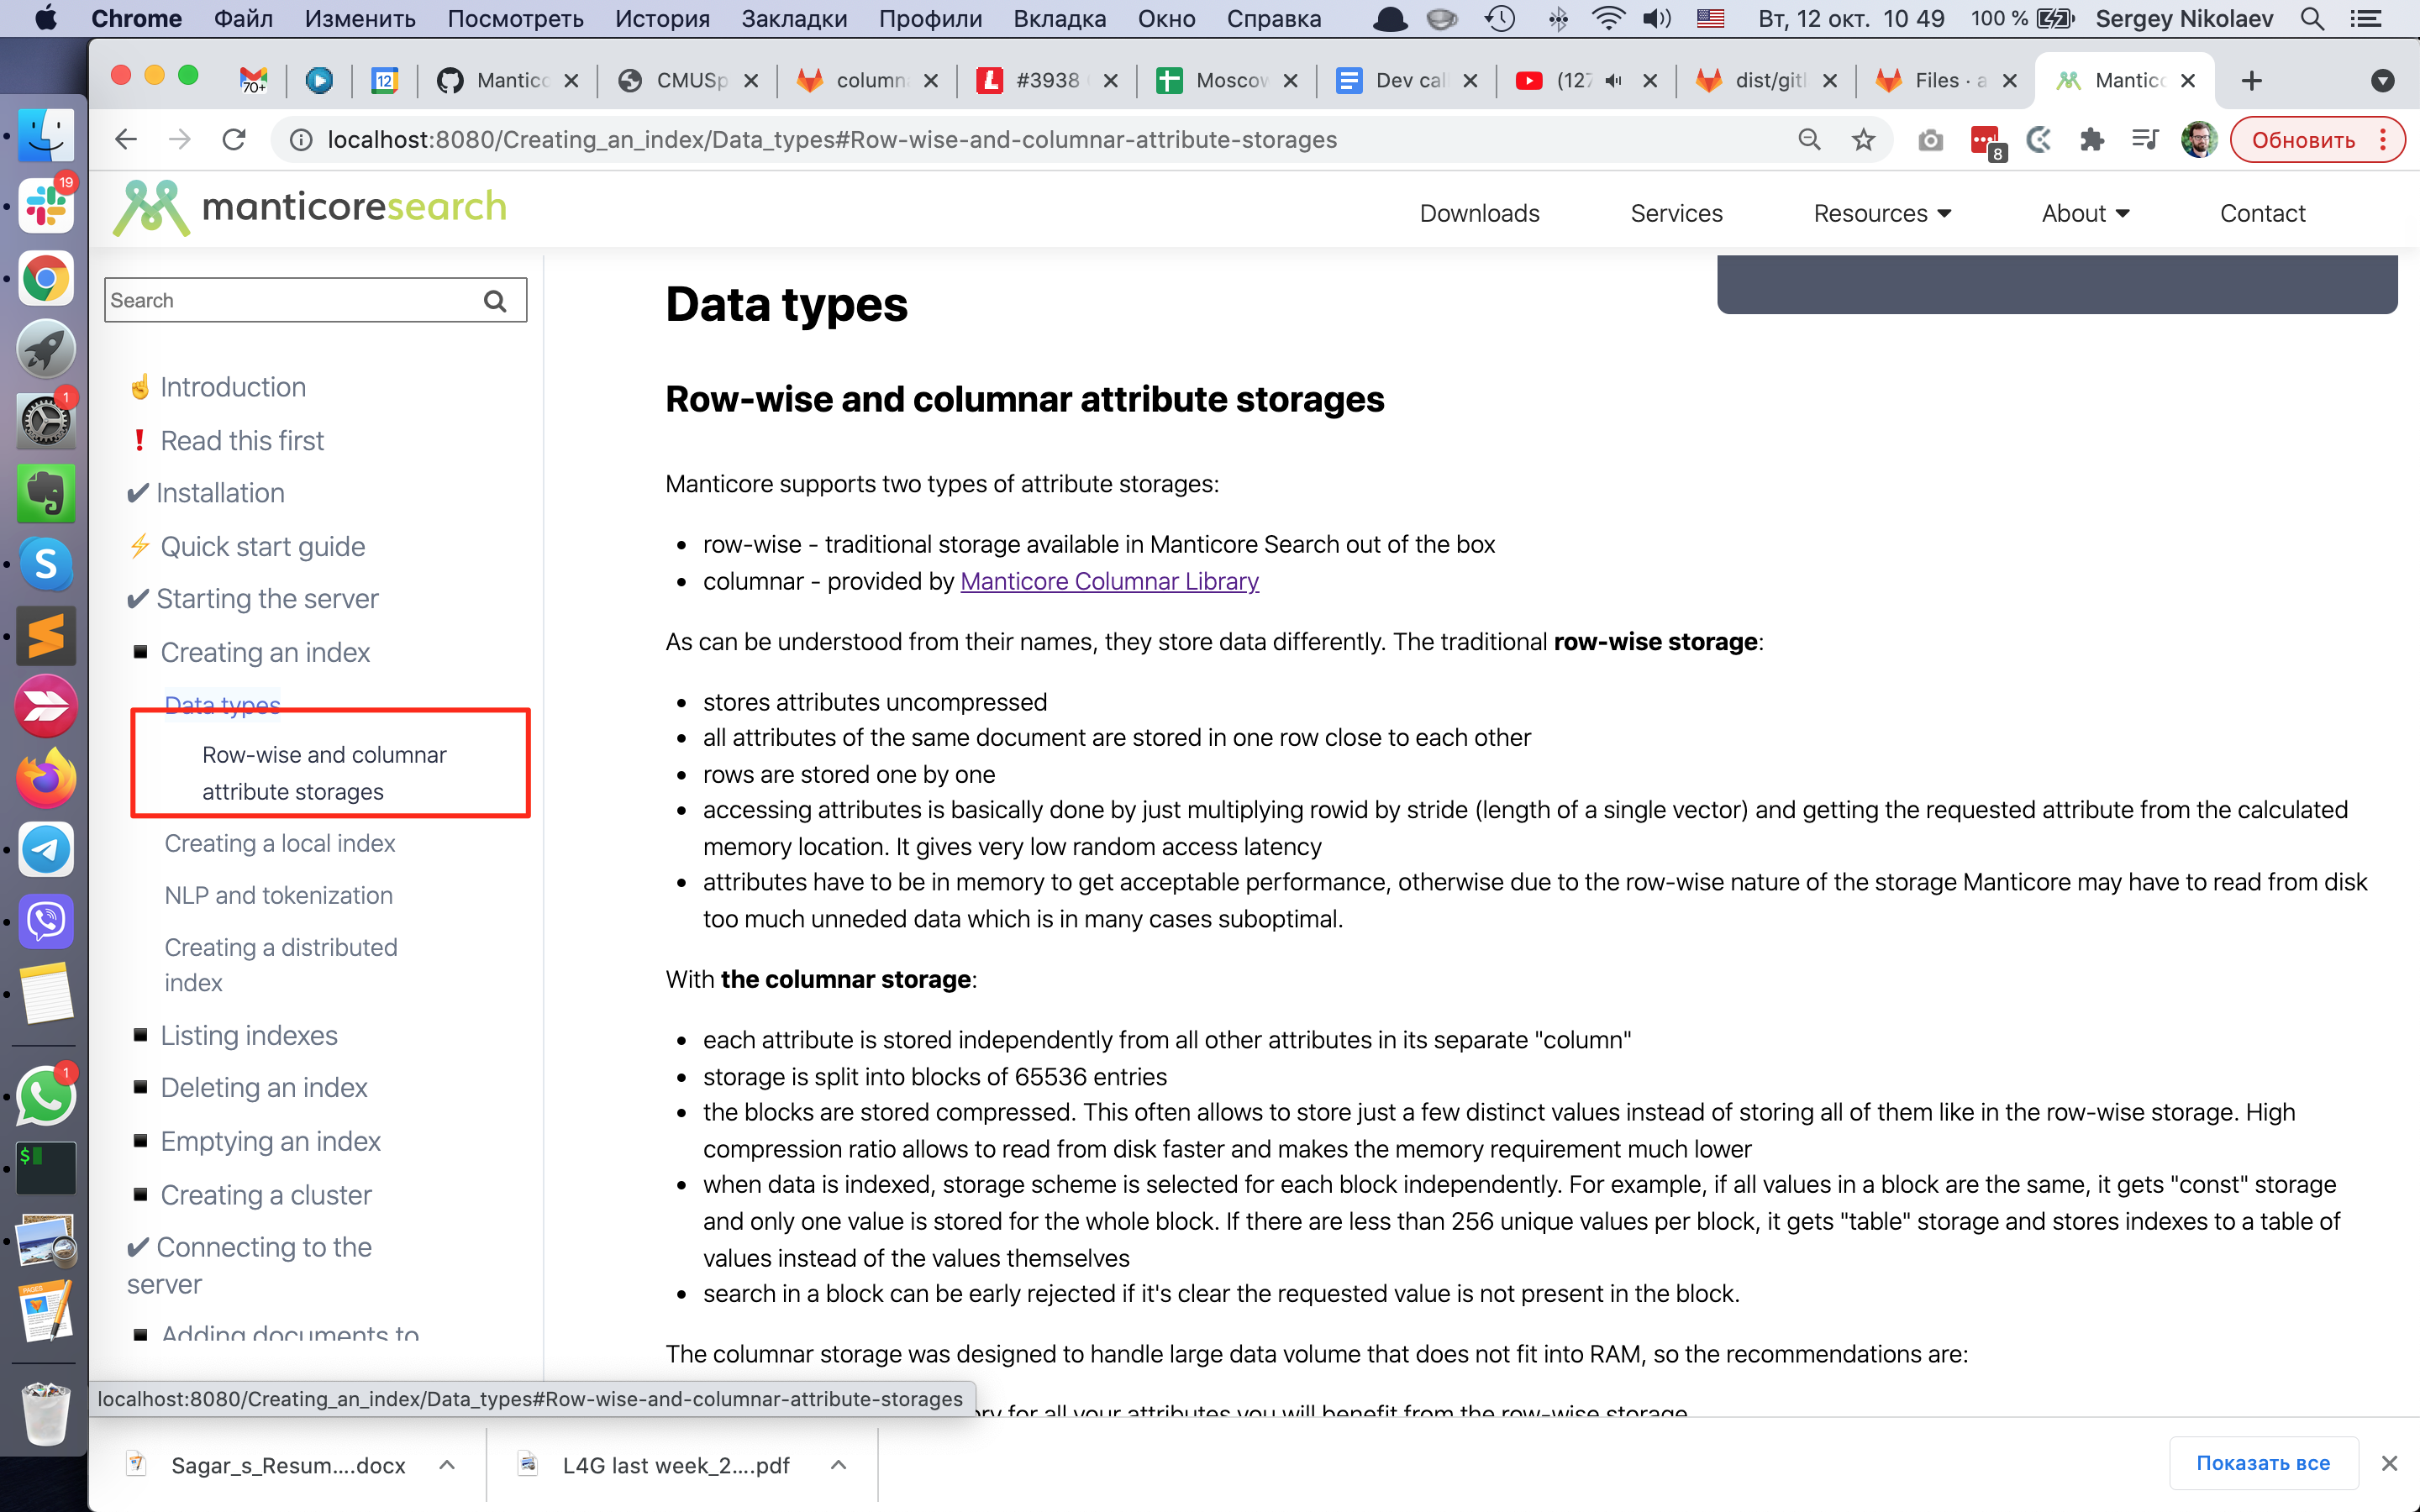 Chrome Файл Изменить Посмотреть История Закладки Профили Вкладка Окно Справка Вт, 12 окт. 10 49 100 % Sergey Nikolaev
70+ 12 Mantico CMUSp column #3938 Moscow Dev call (127 dist/gitl Files · a Mantico
localhost:8080/Creating_an_index/Data_types#Row-wise-and-columnar-attribute-storages 8 Обновить
manticoresearch Downloads Services Resources About Contact
Search
Introduction
Read this first
Installation
Quick start guide
Starting the server
Creating an index
Data types
Row-wise and columnar
attribute storages
Creating a local index
NLP and tokenization
Creating a distributed
index
Listing indexes
Deleting an index
Emptying an index
Creating a cluster
Connecting to the
server
Adding documents to
Data types
Row-wise and columnar attribute storages
Manticore supports two types of attribute storages:
• row-wise - traditional storage available in Manticore Search out of the box
• columnar - provided by Manticore Columnar Library
As can be understood from their names, they store data differently. The traditional row-wise storage:
• stores attributes uncompressed
• all attributes of the same document are stored in one row close to each other
• rows are stored one by one
• accessing attributes is basically done by just multiplying rowid by stride (length of a single vector) and getting the requested attribute from the calculated
memory location. It gives very low random access latency
• attributes have to be in memory to get acceptable performance, otherwise due to the row-wise nature of the storage Manticore may have to read from disk
too much unneded data which is in many cases suboptimal.
With the columnar storage:
• each attribute is stored independently from all other attributes in its separate "column"
• storage is split into blocks of 65536 entries
• the blocks are stored compressed. This often allows to store just a few distinct values instead of storing all of them like in the row-wise storage. High
compression ratio allows to read from disk faster and makes the memory requirement much lower
• when data is indexed, storage scheme is selected for each block independently. For example, if all values in a block are the same, it gets "const" storage
and only one value is stored for the whole block. If there are less than 256 unique values per block, it gets "table" storage and stores indexes to a table of
values instead of the values themselves
• search in a block can be early rejected if it's clear the requested value is not present in the block.
The columnar storage was designed to handle large data volume that does not fit into RAM, so the recommendations are:
for all your attributes you will benefit from the row-wise storage
localhost:8080/Creating_an_index/Data_types#Row-wise-and-columnar-attribute-storages
Sagar_s_Resum....docx L4G last week_2....pdf Показать все
19
1
1
$
PAGES